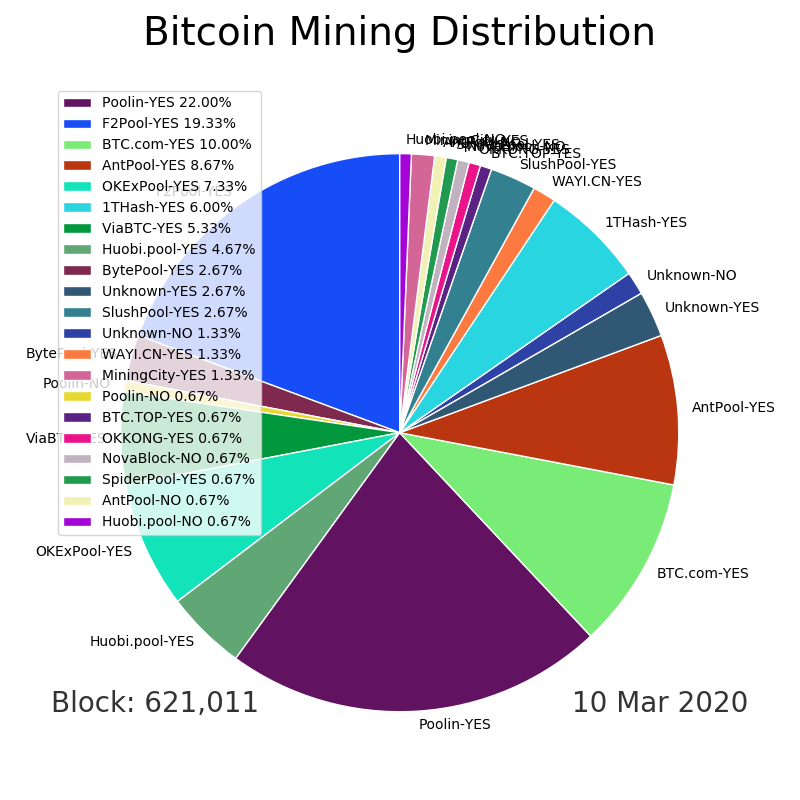 Bitcoin Mining Distribution
Poolin-YES 22.00%
F2Pool-YES 19.33%
BTC.com-YES 10.00%
AntPool-YES 8.67%
OKExPool-YES 7.33%
1THash-YES 6.00%
ViaBTC-YES 5.33%
Huobi.pool-YES 4.67%
BytePool-YES 2.67%
Unknown-YES 2.67%
SlushPool-YES 2.67%
Unknown-NO 1.33%
WAYI.CN-YES 1.33%
MiningCity-YES 1.33%
Poolin-NO 0.67%
BTC.TOP-YES 0.67%
OKKONG-YES 0.67%
NovaBlock-NO 0.67%
SpiderPool-YES 0.67%
AntPool-NO 0.67%
Huobi.pool-NO 0.67%
Huobi.pool-NO
BTC.TOP-YES
SlushPool-YES
WAYI.CN-YES
1THash-YES
Unknown-NO
Unknown-YES
AntPool-YES
BTC.com-YES
Poolin-YES
Huobi.pool-YES
OKExPool-YES
Poolin-NO
Block: 621,011
10 Mar 2020